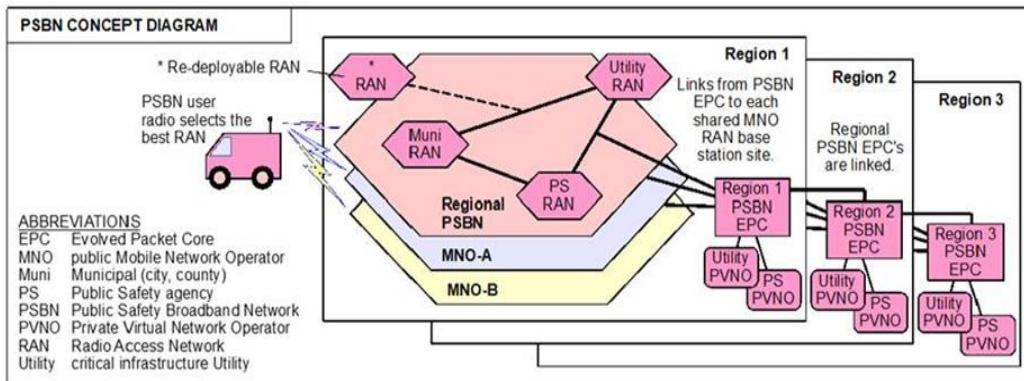 PSBN CONCEPT DIAGRAM
* Re-deployable RAN
PSBN user
radio selects the
best RAN
ABBREVIATIONS
EPC Evolved Packet Core
MNO public Mobile Network Operator
Muni Municipal (city, county)
PS Public Safety agency
PSBN Public Safety Broadband Network
PVNO Private Virtual Network Operator
RAN Radio Access Network
Utility critical infrastructure Utility
*
RAN
Utility
RAN
Muni
RAN
PS
RAN
Regional
PSBN
MNO-A
MNO-B
Region 1
Links from PSBN
EPC to each
shared MNO
RAN base
station site.
Region 1
PSBN
EPC
Utility
PVNO
PS
PVNO
Region 2
Regional
PSBN EPC's
are linked.
Region 2
PSBN
EPC
Utility
PVNO
PS
PVNO
Region 3
Region 3
PSBN
EPC
Utility
PVNO
PS
PVNO